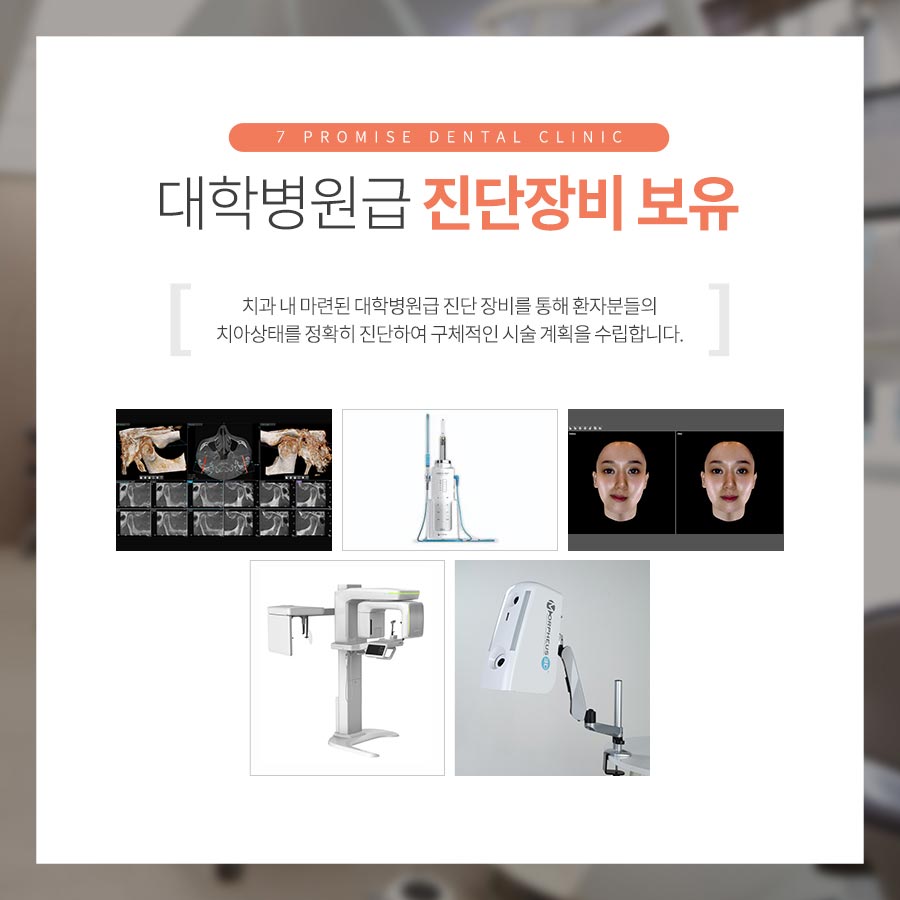 7 PROMISE DENTAL CLINIC
대학병원급 진단장비 보유
치과 내 마련된 대학병원급 진단 장비를 통해 환자분들의
치아상태를 정확히 진단하여 구체적인 시술 계획을 수립합니다.
MORPHEUS